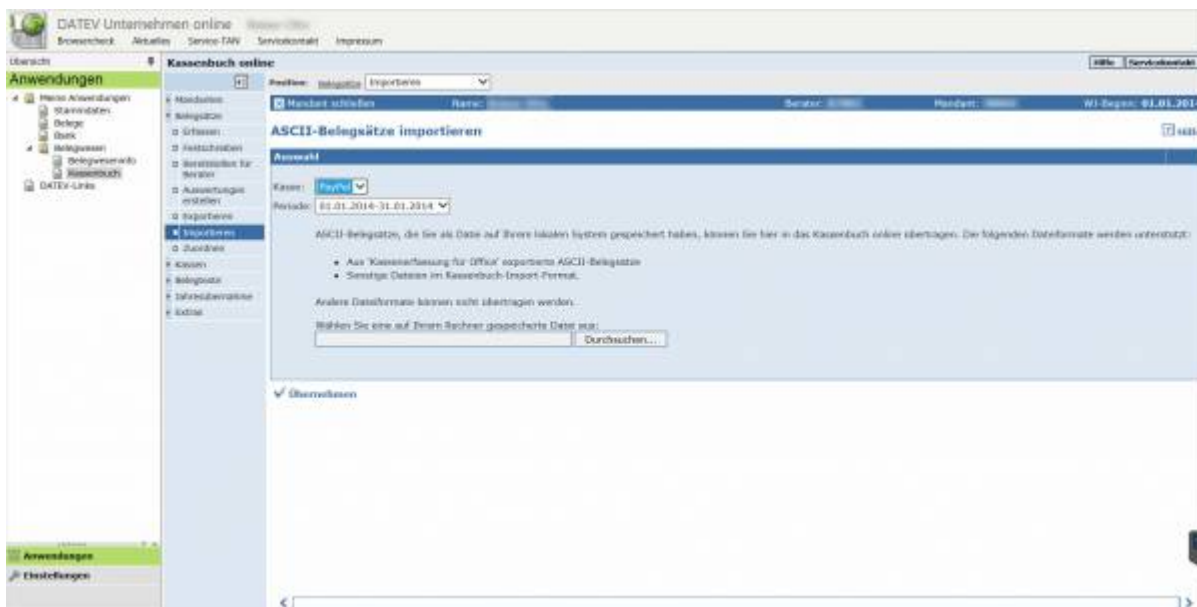 DATEV Unternehmen online
Browsercheck Aktuelles Service-TAN Servicekontakt Impressum
Übersicht
Anwendungen
Meine Anwendungen
Stammdaten
Belege
Bank
Belegwesen
Belegweseninfo
Kassenbuch
DATEV-Links
Anwendungen
Einstellungen
Kassenbuch online
Hilfe Servicekontakt
Mandanten
Belegsätze
Erfassen
Festschreiben
Bereitstellen für Berater
Auswertungen erstellen
Exportieren
Importieren
Zuordnen
Kassen
Belegliste
Jahresübernahme
Extras
Position: Belegsätze Importieren
Mandant schließen Name: Berater: Mandant: WJ-Beginn: 01.01.201
ASCII-Belegsätze importieren
Auswahl
Kasse: PayPal
Periode: 01.01.2014-31.01.2014
ASCII-Belegsätze, die Sie als Datei auf Ihrem lokalen System gespeichert haben, können Sie hier in das Kassenbuch online übertragen. Die folgenden Dateiformate werden unterstützt:
Aus 'Kassenerfassung für Office' exportierte ASCII-Belegsätze
Sonstige Dateien im Kassenbuch-Import-Format.
Andere Dateiformate können nicht übertragen werden.
Wählen Sie eine auf Ihrem Rechner gespeicherte Datei aus:
Durchsuchen...
Übernehmen